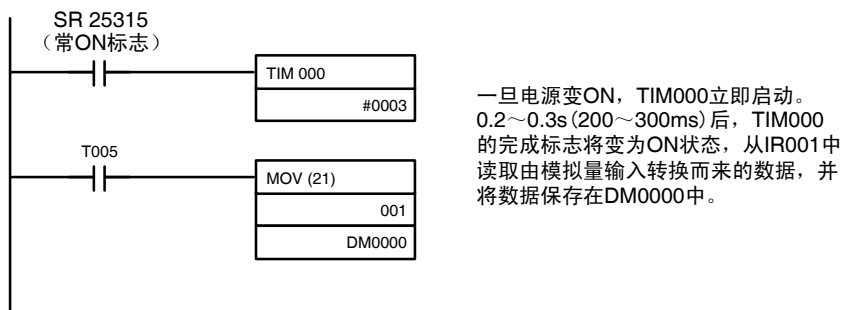 SR 25315
（常ON标志）
TIM 000
#0003
T005
MOV (21)
001
DM0000
一旦电源变ON，TIM000立即启动。
0.2～0.3s(200～300ms)后，TIM000
的完成标志将变为ON状态，从IR001中
读取由模拟量输入转换而来的数据，并
将数据保存在DM0000中。